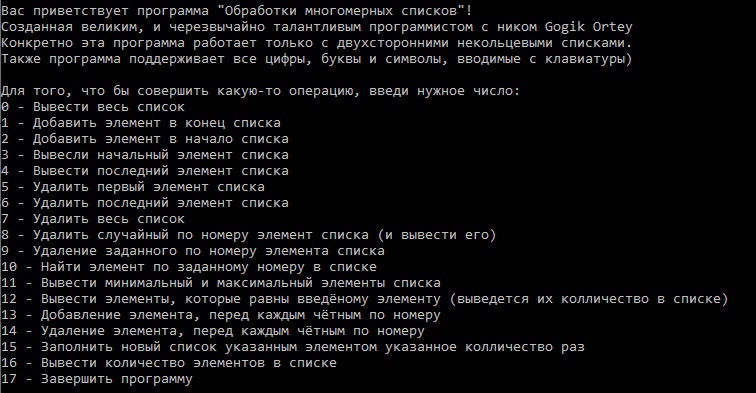 Вас приветствует программа "Обработки многомерных списков"!
Созданная великим, и черезвычайно талантливым программистом с ником Gogik Ortey
Конкретно эта программа работает только с двухсторонними некольцевыми списками.
Также программа поддерживает все цифры, буквы и символы, вводимые с клавиатуры)
Для того, что бы совершить какую-то операцию, введи нужное число:
0 - Вывести весь список
1 - Добавить элемент в конец списка
2 - Добавить элемент в начало списка
3 - Вывесли начальный элемент списка
4 - Вывести последний элемент списка
5 - Удалить первый элемент списка
6 - Удалить последний элемент списка
7 - Удалить весь список
8 - Удалить случайный по номеру элемент списка (и вывести его)
9 - Удаление заданного по номеру элемента списка
10 - Найти элемент по заданному номеру в списке
11 - Вывести минимальный и максимальный элементы списка
12 - Вывести элементы, которые равны введёному элементу (выведется их колличество в списке)
13 - Добавление элемента, перед каждым чётным по номеру
14 - Удаление элемента, перед каждым чётным по номеру
15 - Заполнить новый список указанным элементом указанное колличество раз
16 - Вывести количество элементов в списке
17 - Завершить программу